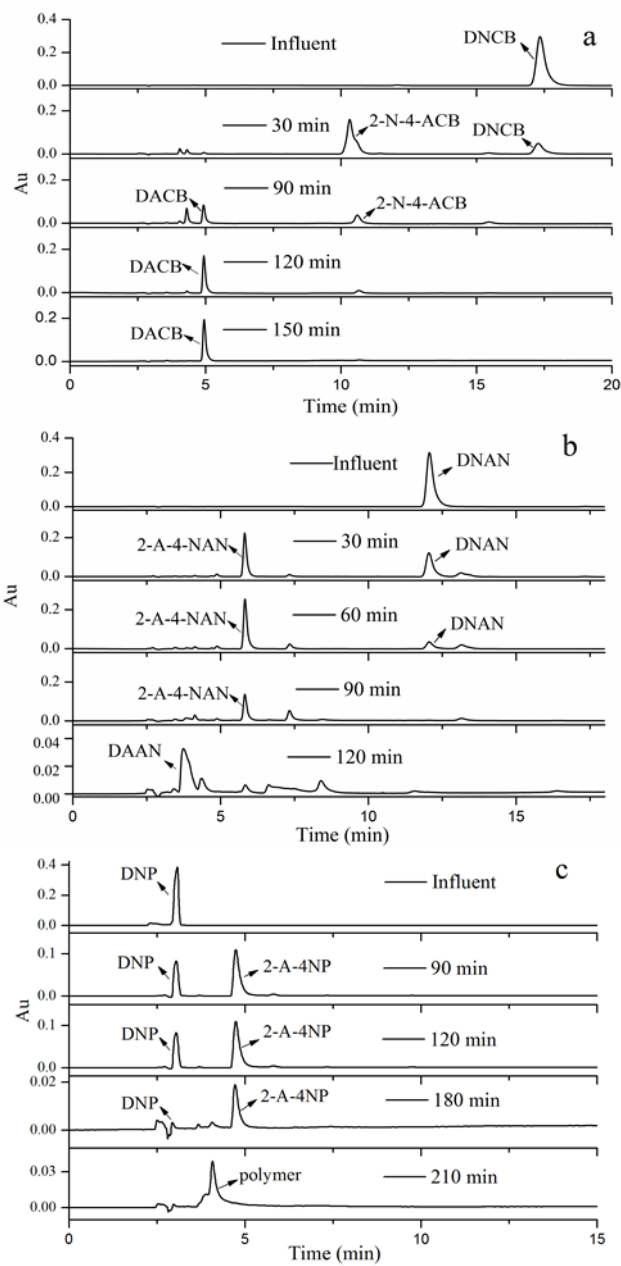 a
0.4
0.2
0.0
Influent
DNCB
0.2
0.0
30 min
2-N-4-ACB
DNCB
Au
0.2
0.0
DACB
90 min
2-N-4-ACB
0.2
0.0
DACB
120 min
0.2
0.0
DACB
150 min
0 5 10 15 20
Time (min)
b
0.4
0.2
0.0
Influent
DNAN
0.2
0.0
2-A-4-NAN
30 min
DNAN
Au
0.2
0.0
2-A-4-NAN
60 min
DNAN
0.2
0.0
2-A-4-NAN
90 min
0.04
0.02
0.00
DAAN
120 min
0 5 10 15
Time (min)
c
0.4
0.2
0.0
DNP
Influent
0.1
0.0
DNP
2-A-4NP
90 min
Au
0.1
0.0
DNP
2-A-4NP
120 min
0.02
0.00
DNP
2-A-4NP
180 min
0.03
0.00
polymer
210 min
0 5 10 15
Time (min)